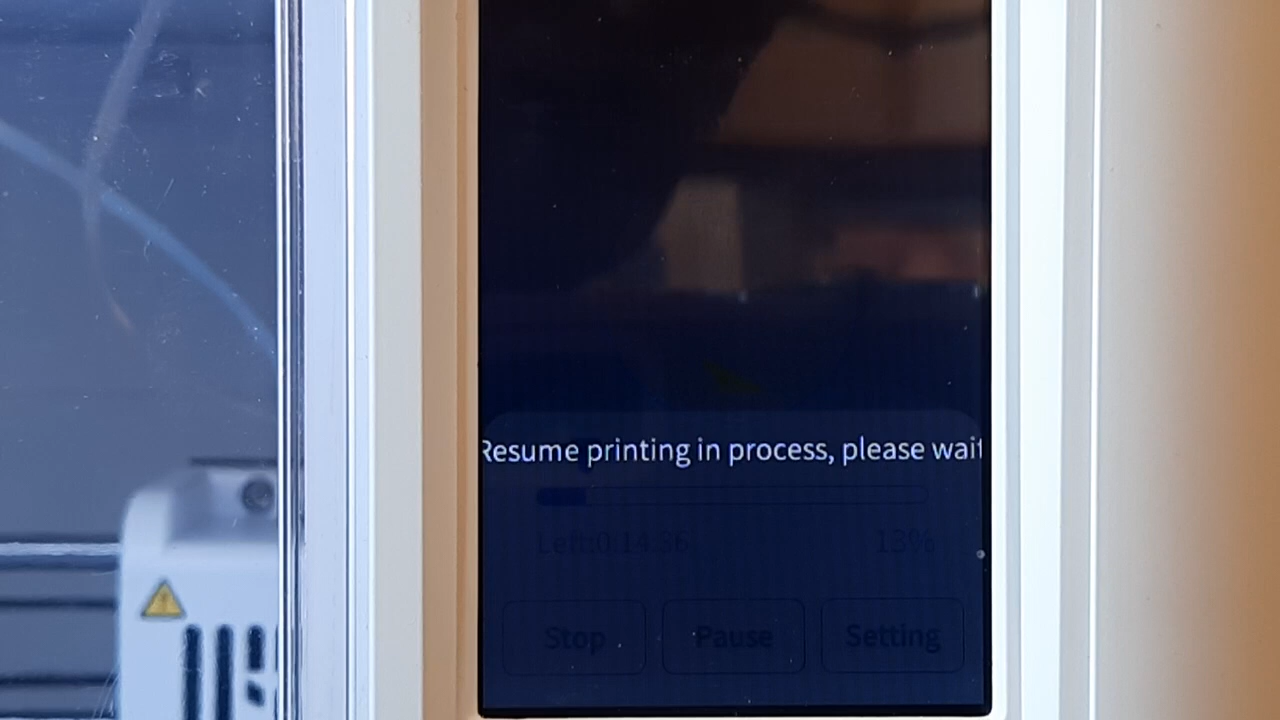 Resume printing in process, please wait
Left:0:14:36
13%
Stop
Pause
Setting